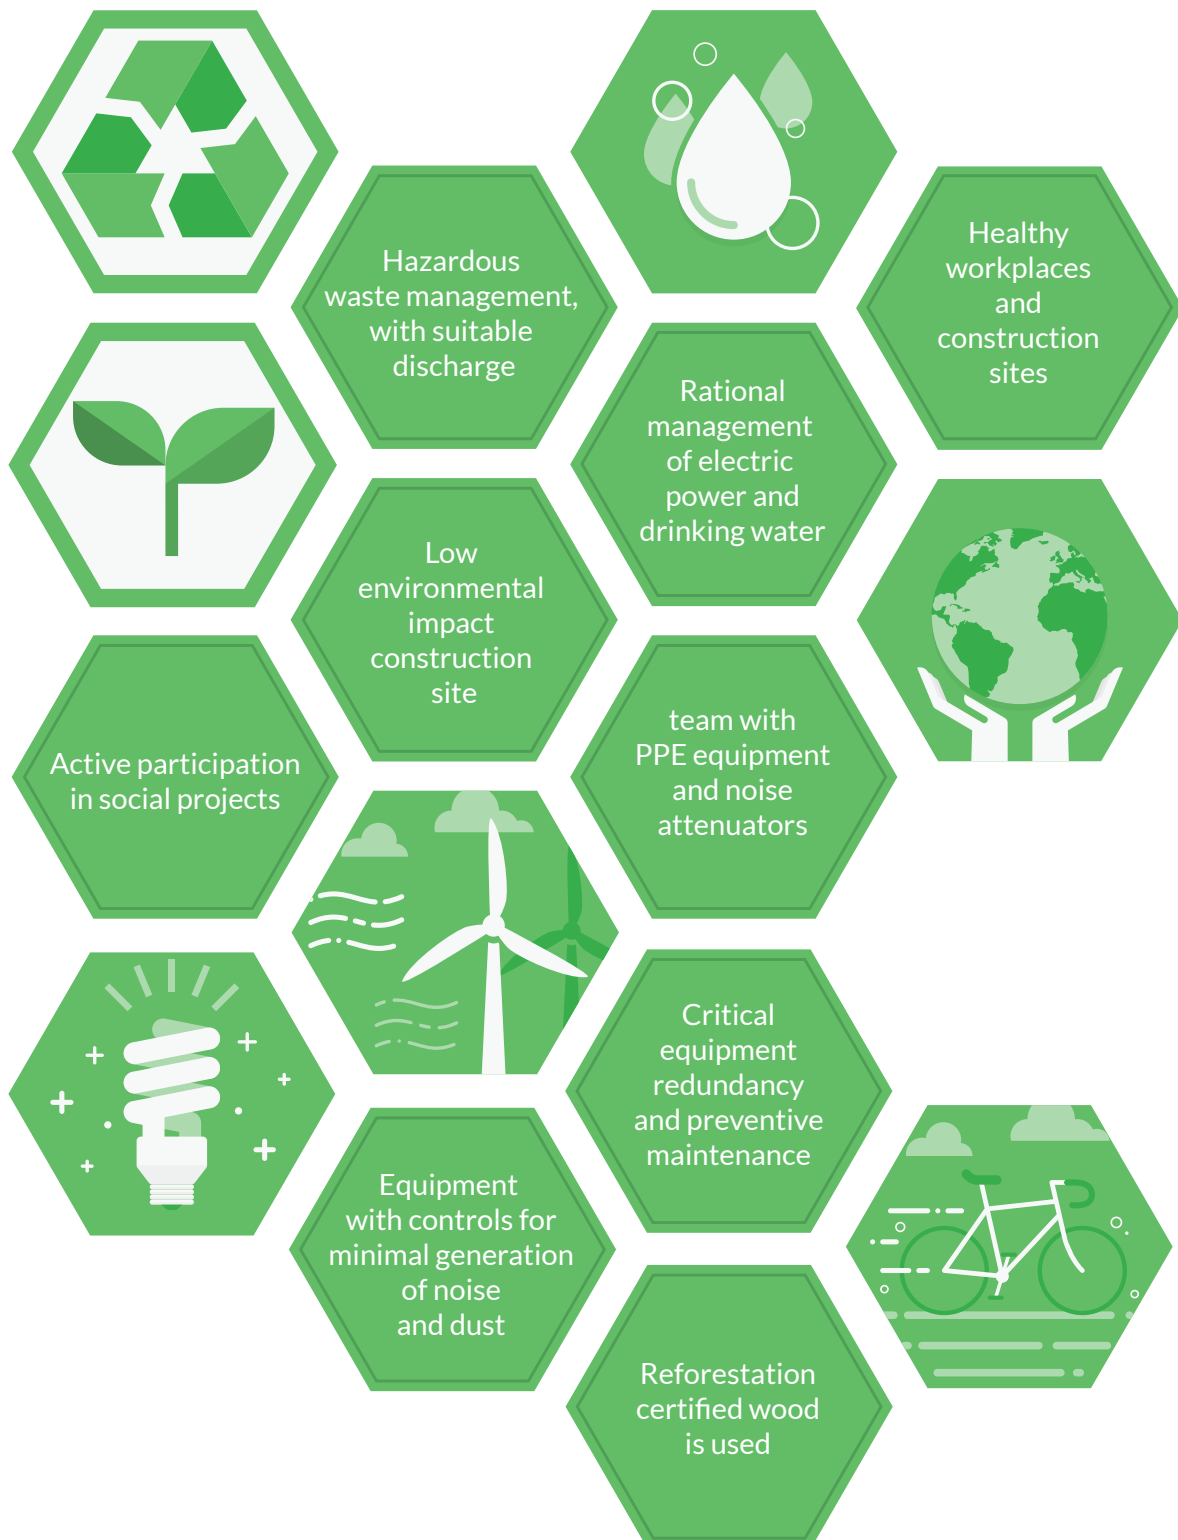 Hazardous
waste management,
with suitable
discharge
Healthy
workplaces
and
construction
sites
Rational
management
of electric
power and
drinking water
Low
environmental
impact
construction
site
team with
PPE equipment
and noise
attenuators
Active participation
in social projects
Critical
equipment
redundancy
and preventive
maintenance
Equipment
with controls for
minimal generation
of noise
and dust
Reforestation
certified wood
is used